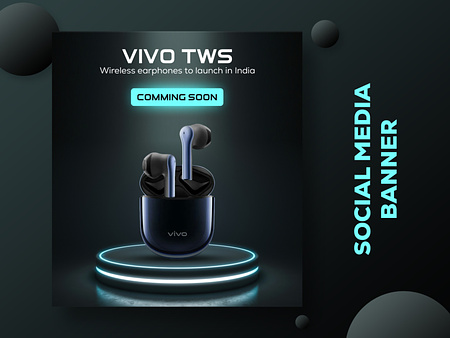 VIVO TWS
Wireless earphones to launch in India
COMMING SOON
vivo
SOCIAL MEDIA
BANNER